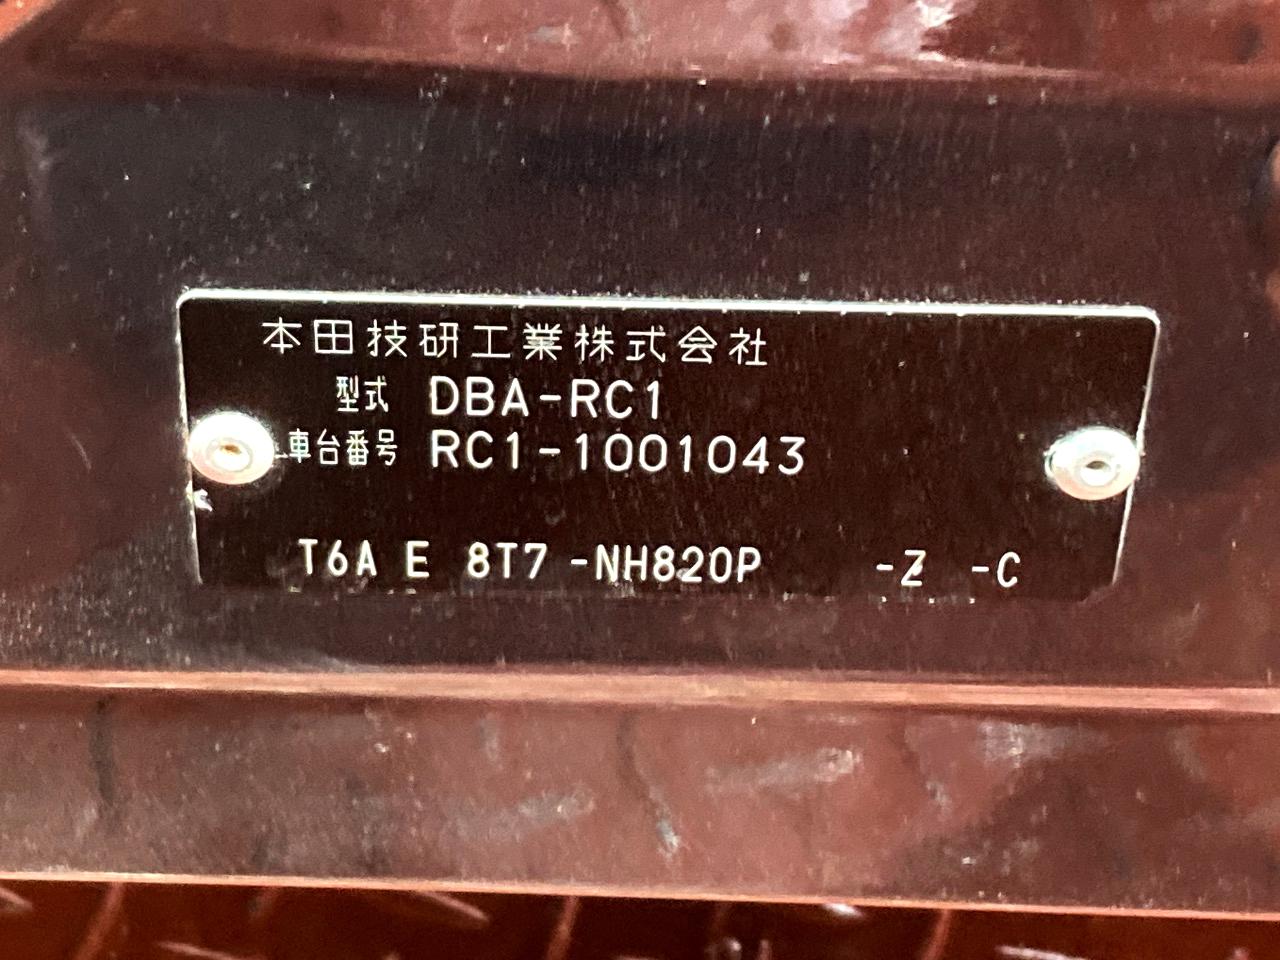 本田技研工業株式会社
型式 DBA-RC1
車台番号 RC1-1001043
T6A E 8T7 -NH820P -Z -C